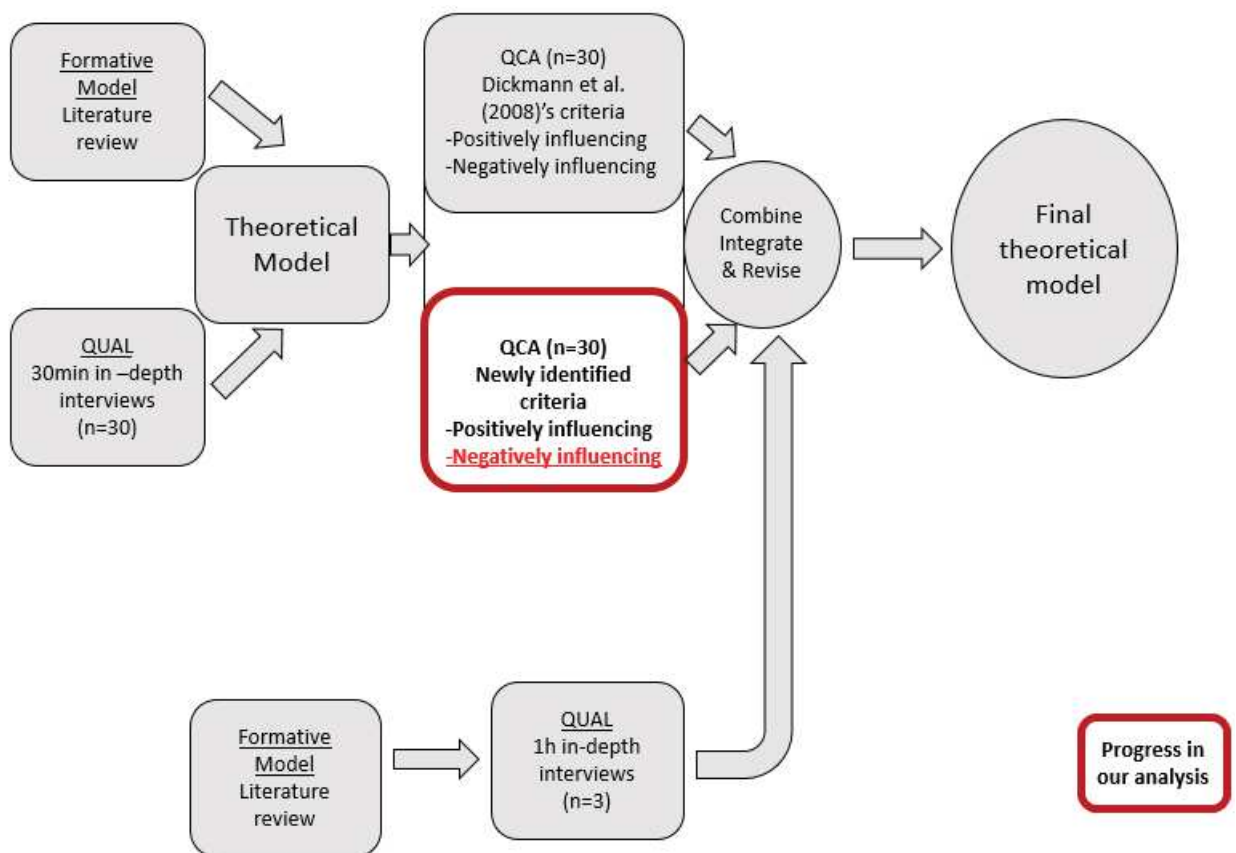 Formative
Model
Literature
review
QUAL
30min in –depth
interviews
(n=30)
Theoretical
Model
QCA (n=30)
Dickmann et al.
(2008)'s criteria
-Positively influencing
-Negatively influencing
QCA (n=30)
Newly identified
criteria
-Positively influencing
-Negatively influencing
Combine
Integrate
& Revise
Final
theoretical
model
Formative
Model
Literature
review
QUAL
1h in-depth
interviews
(n=3)
Progress in
our analysis